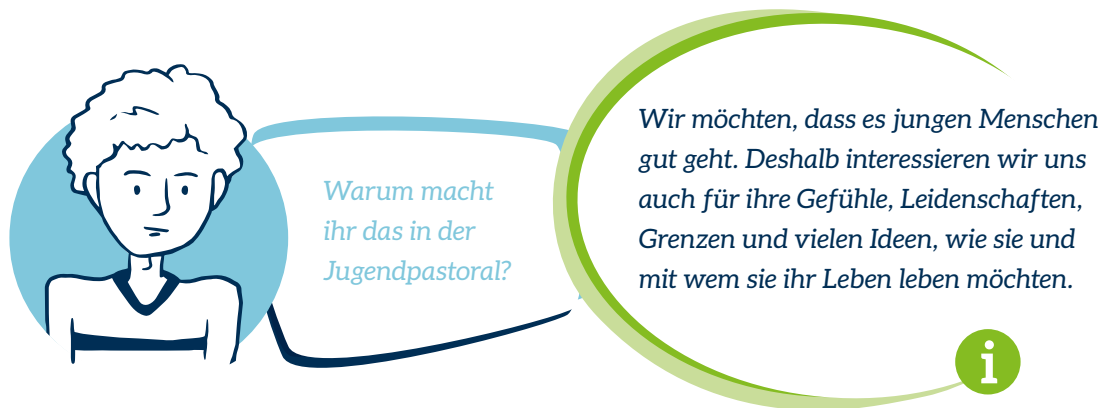 Warum macht
ihr das in der
Jugendpastoral?
Wir möchten, dass es jungen Menschen
gut geht. Deshalb interessieren wir uns
auch für ihre Gefühle, Leidenschaften,
Grenzen und vielen Ideen, wie sie und
mit wem sie ihr Leben leben möchten.
i